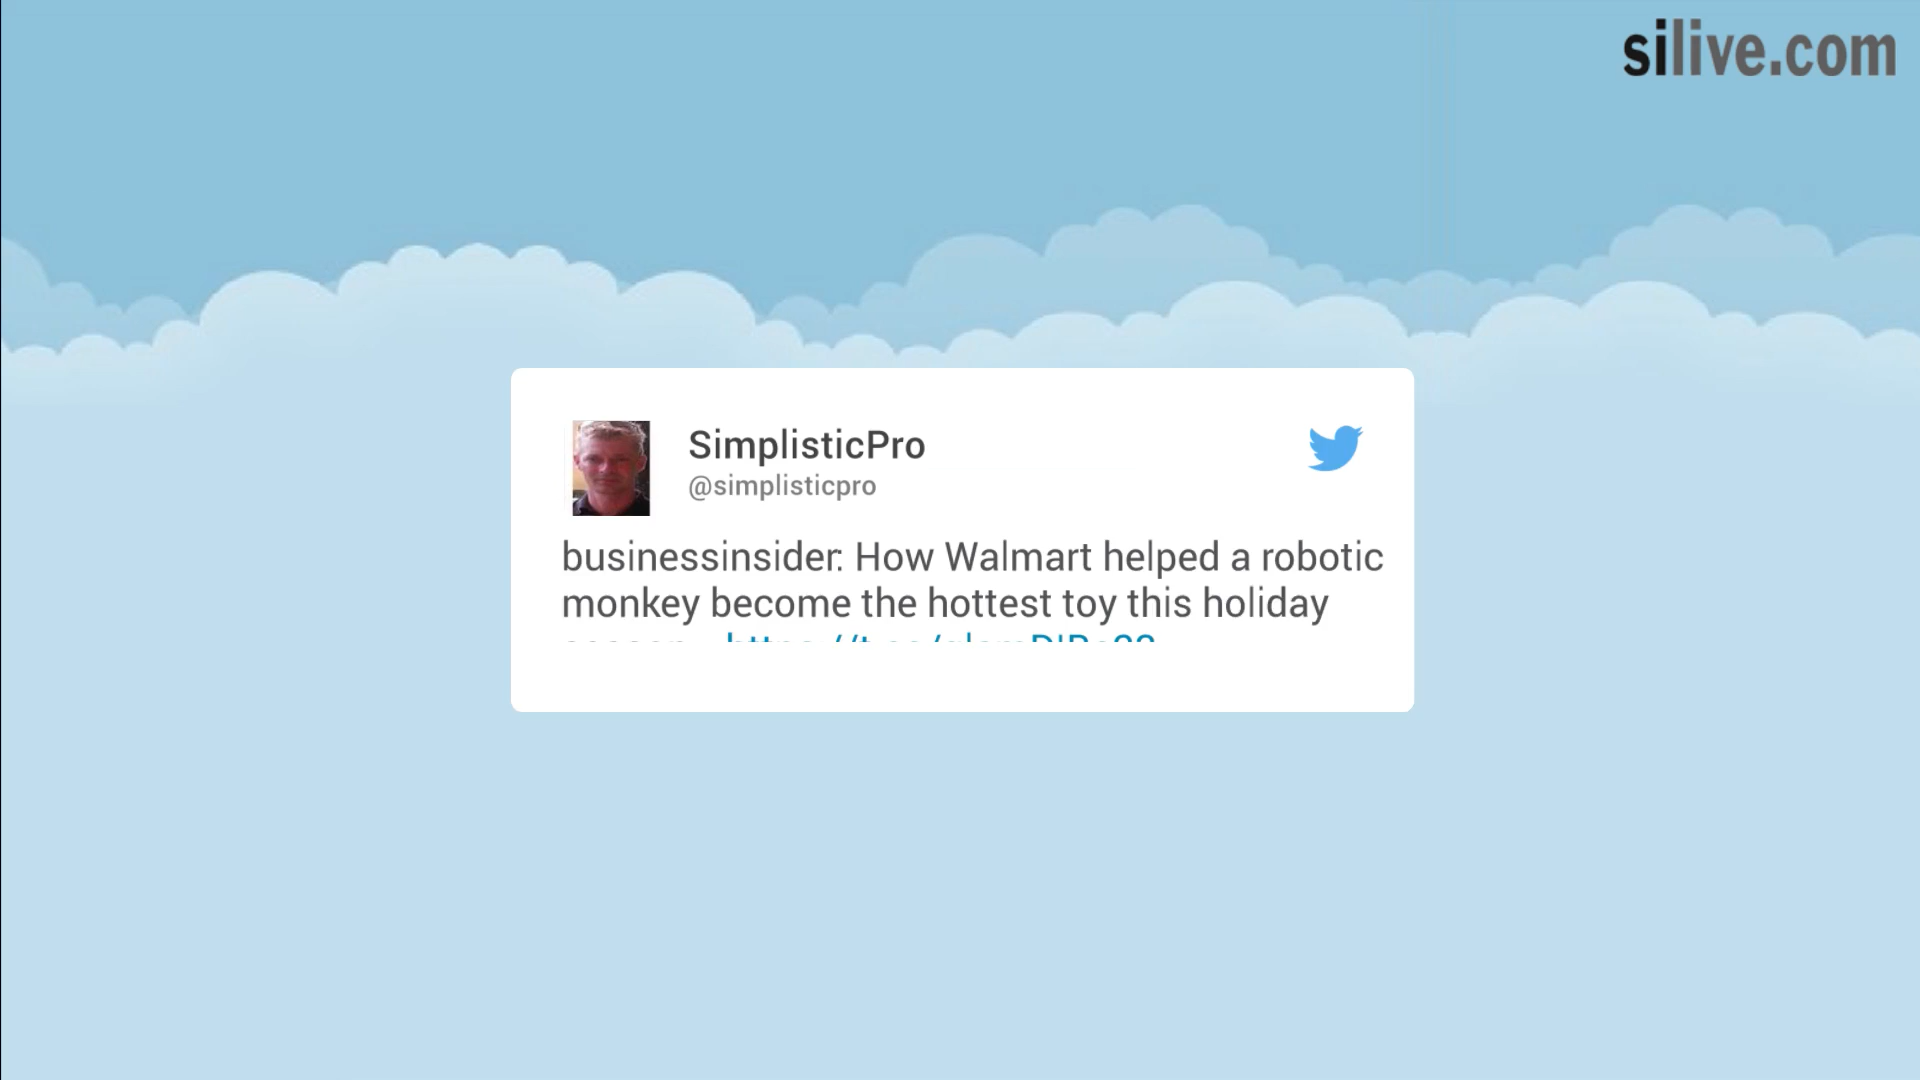 silive.com
SimplisticPro
@simplisticpro
businessinsider: How Walmart helped a robotic
monkey become the hottest toy this holiday